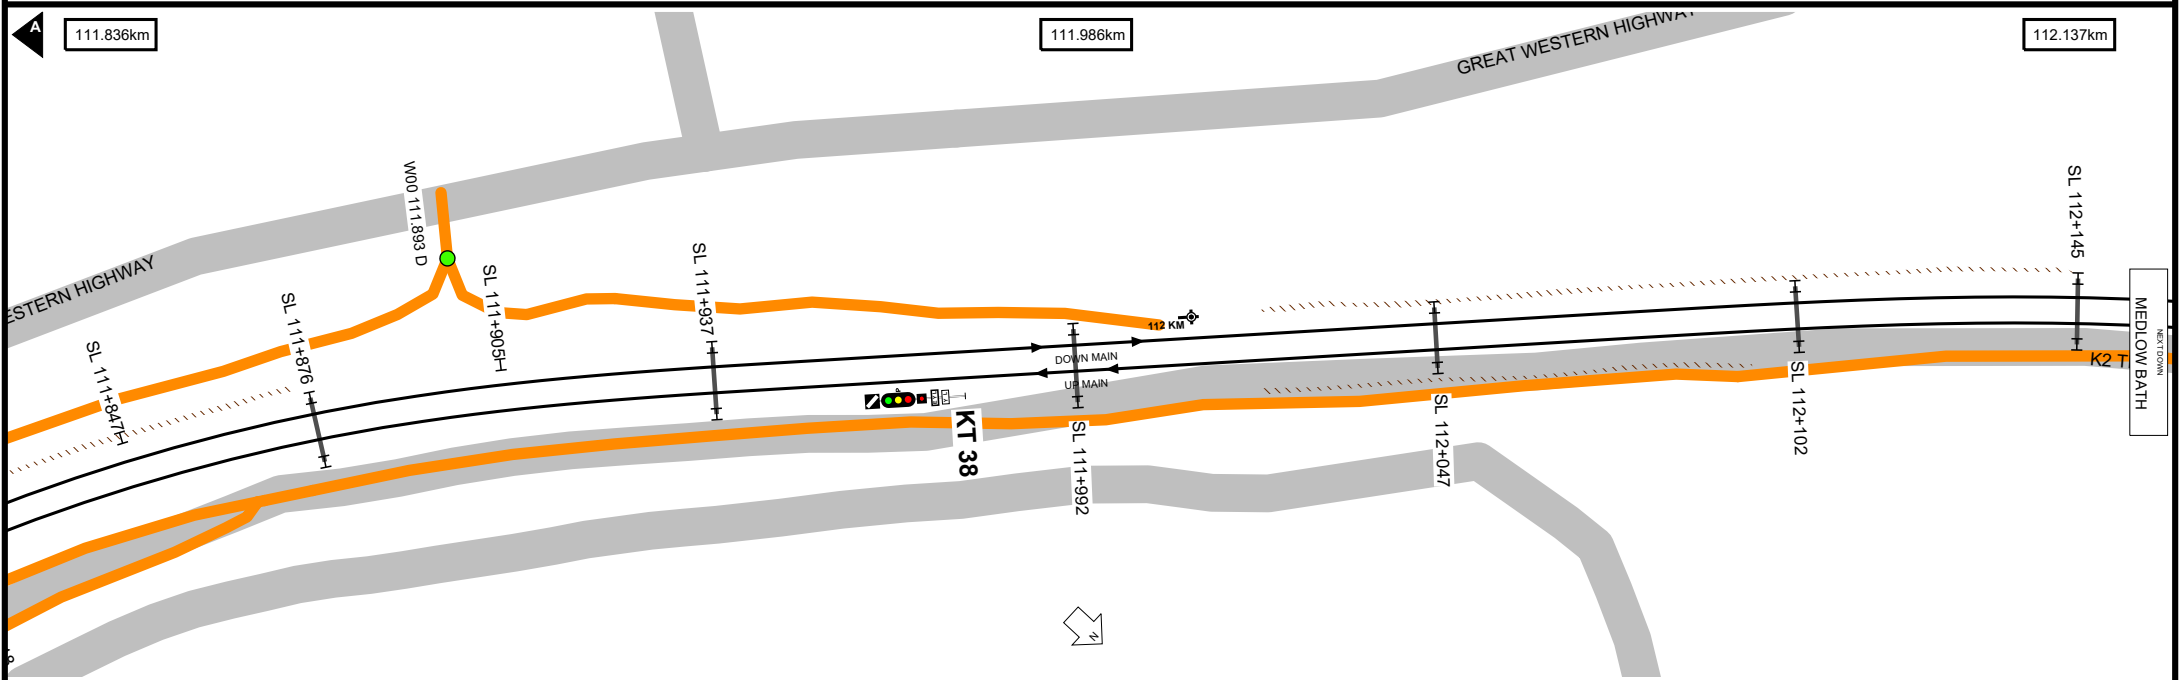 A
111.836km
111.986km
112.137km
GREAT WESTERN HIGHWAY
W00 111.893 D
ESTERN HIGHWAY
SL 111+847
SL 111+876
SL 111+905
SL 111+937
112 KM
DOWN MAIN
UP MAIN
KT 38
SL 111+992
SL 112+047
SL 112+102
SL 112+145
NEXT DOWN
MEDLOW BATH
K2 T
N